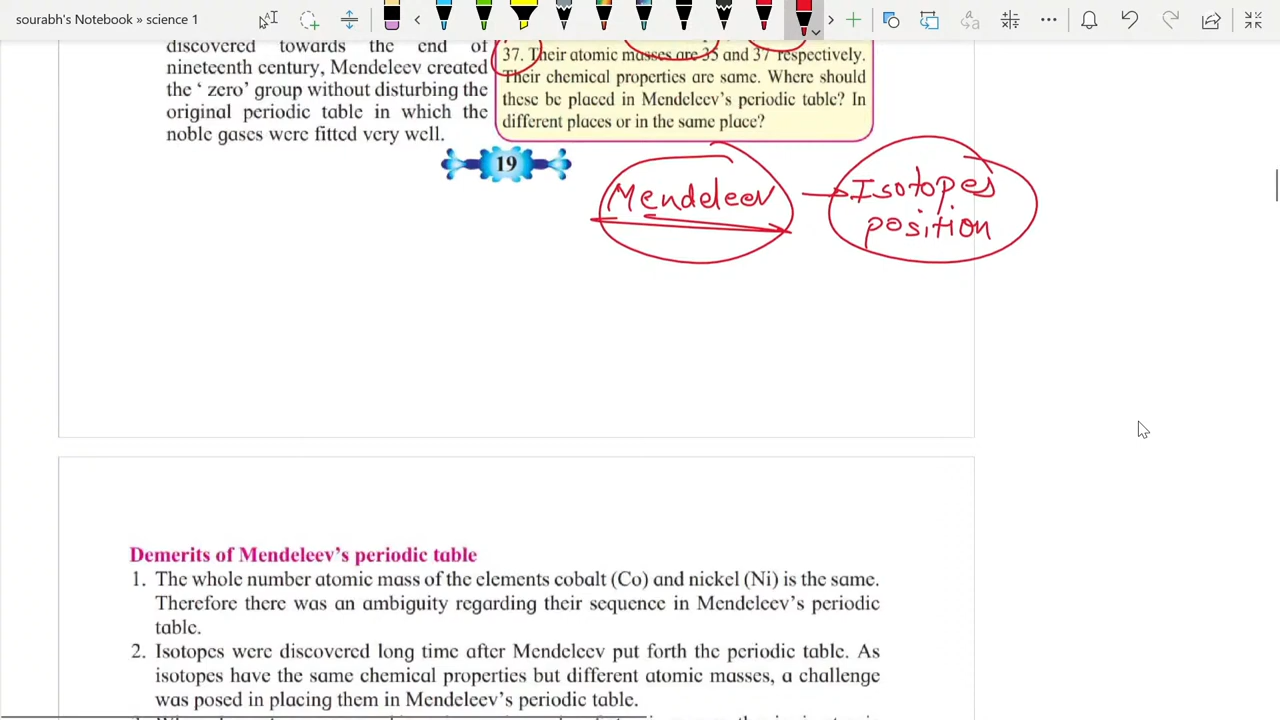 sourabh's Notebook » science 1
discovered towards the end of
nineteenth century, Mendeleev created
the ‘ zero’ group without disturbing the
original periodic table in which the
noble gases were fitted very well.
37. Their atomic masses are 35 and 37 respectively.
Their chemical properties are same. Where should
these be placed in Mendeleev’s periodic table? In
different places or in the same place?
19
Mendeleev → Isotopes
position
Demerits of Mendeleev’s periodic table
1. The whole number atomic mass of the elements cobalt (Co) and nickel (Ni) is the same.
Therefore there was an ambiguity regarding their sequence in Mendeleev’s periodic
table.
2. Isotopes were discovered long time after Mendeleev put forth the periodic table. As
isotopes have the same chemical properties but different atomic masses, a challenge
was posed in placing them in Mendeleev’s periodic table.